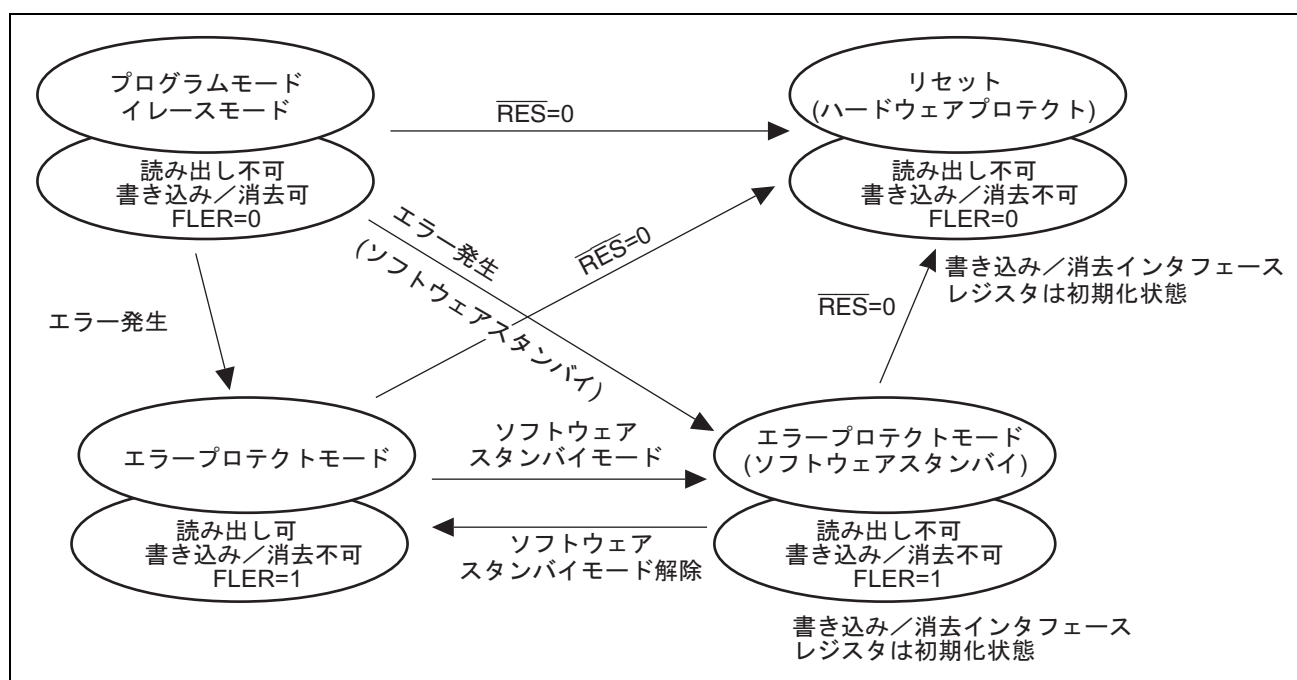 プログラムモード
イレースモード
読み出し不可
書き込み／消去可
FLER=0
RES=0
リセット
(ハードウェアプロテクト)
読み出し不可
書き込み／消去不可
FLER=0
書き込み／消去インタフェース
レジスタは初期化状態
エラー発生
エラー発生
(ソフトウェアスタンバイ)
RES=0
RES=0
エラープロテクトモード
読み出し可
書き込み／消去不可
FLER=1
ソフトウェア
スタンバイモード
ソフトウェア
スタンバイモード解除
エラープロテクトモード
(ソフトウェアスタンバイ)
読み出し不可
書き込み／消去不可
FLER=1
書き込み／消去インタフェース
レジスタは初期化状態